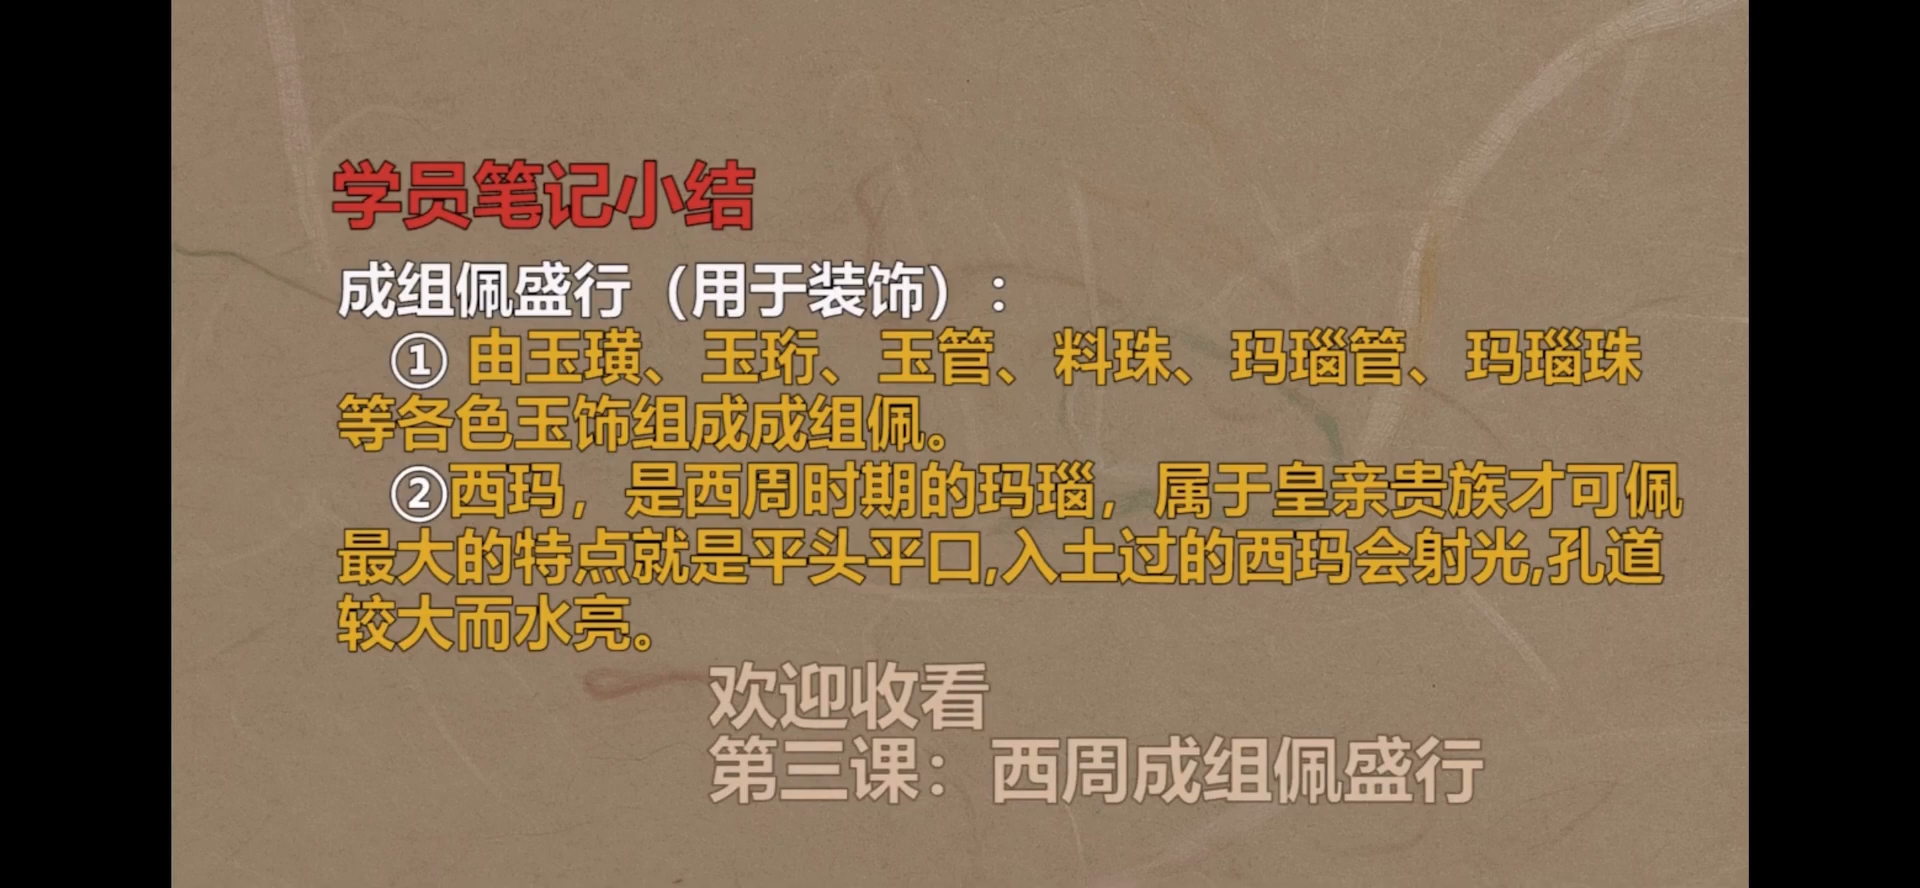 学员笔记小结
成组佩盛行（用于装饰）：
① 由玉璜、玉珩、玉管、料珠、玛瑙管、玛瑙珠
等各色玉饰组成成组佩。
②西玛，是西周时期的玛瑙，属于皇亲贵族才可佩
最大的特点就是平头平口,入土过的西玛会射光,孔道
较大而水亮。
欢迎收看
第三课：西周成组佩盛行